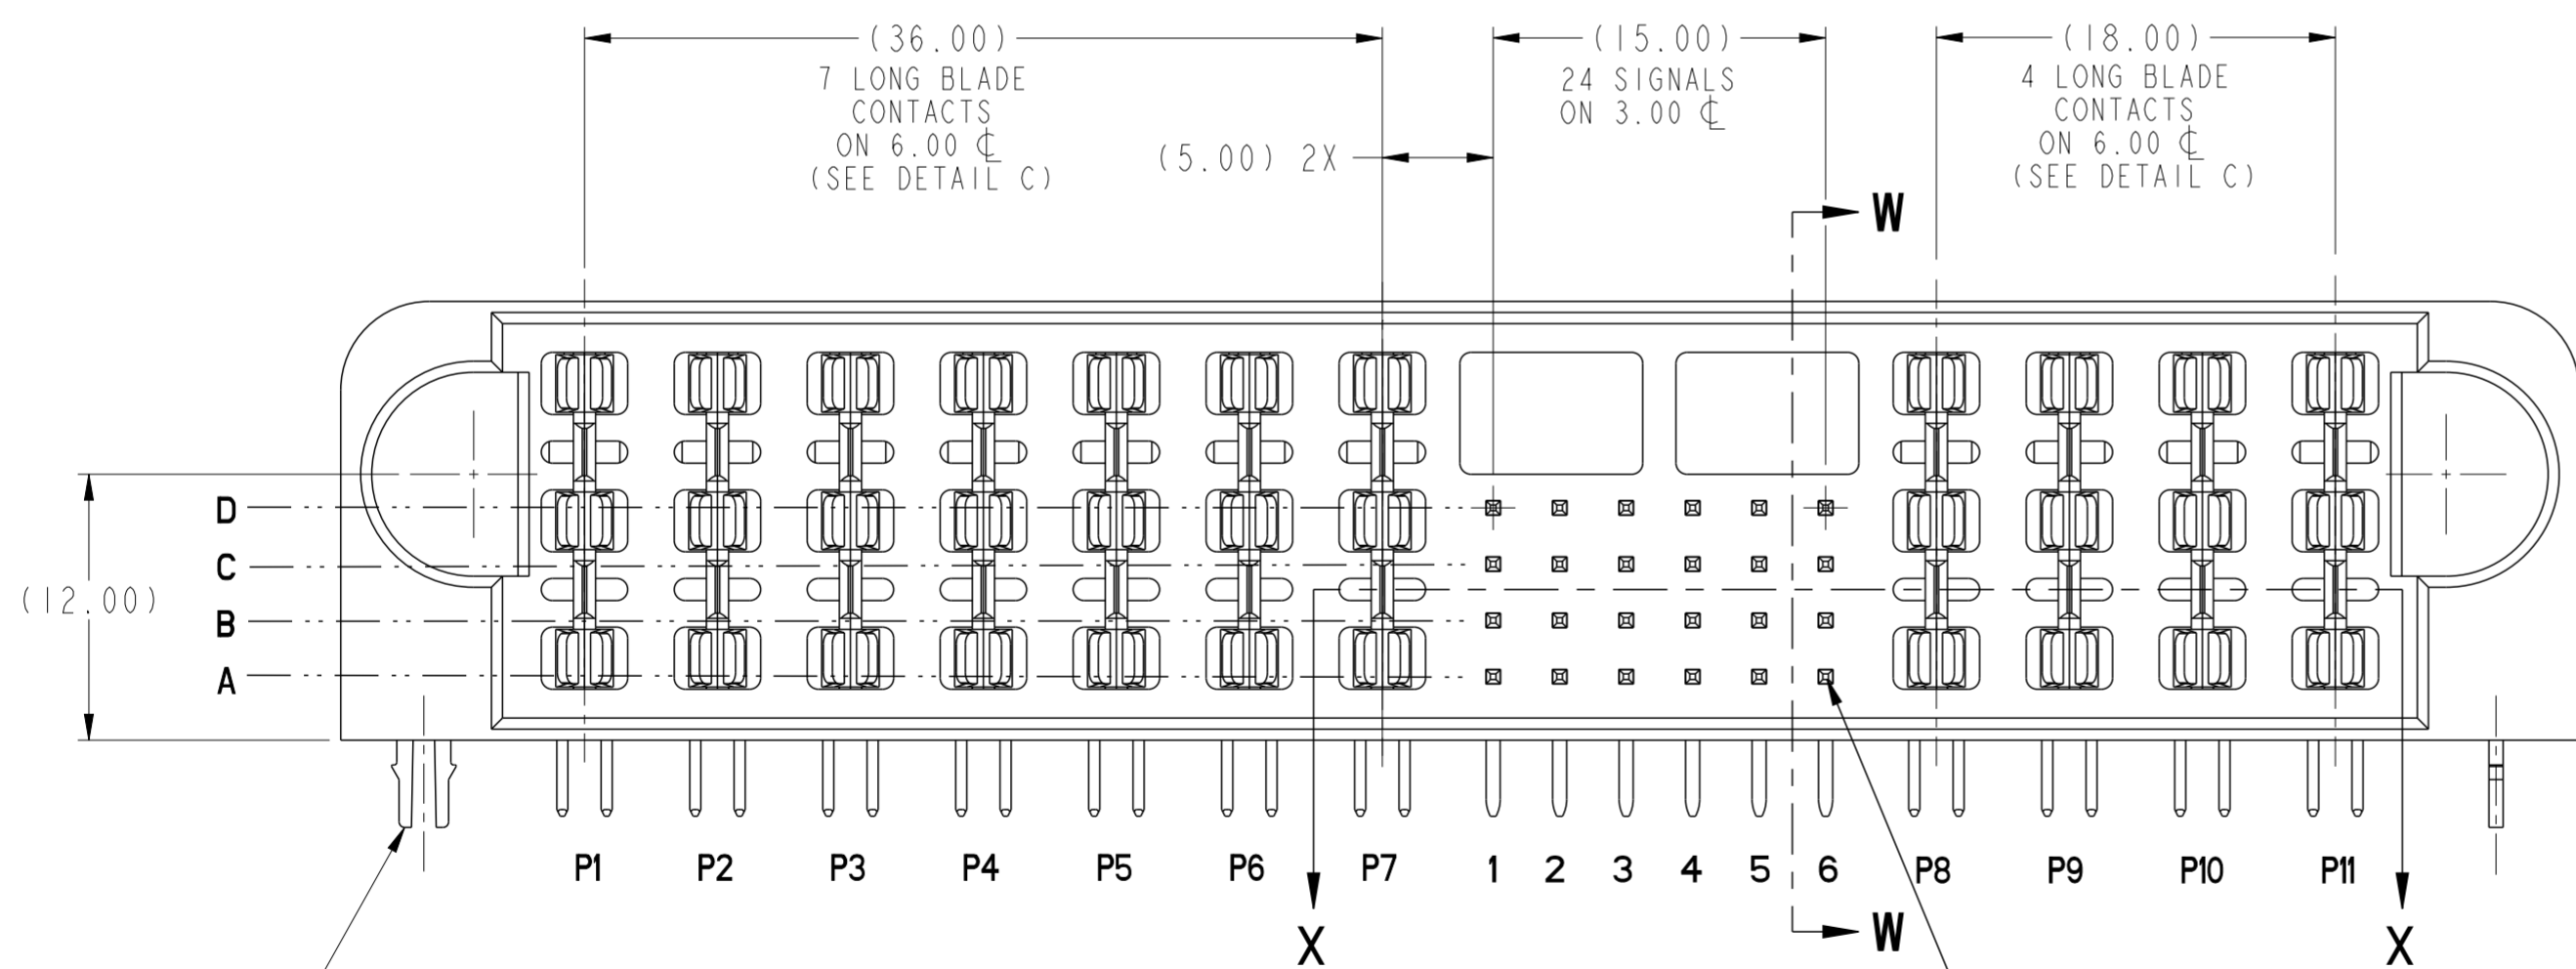 (36.00)
7 LONG BLADE
CONTACTS
ON 6.00 ℄
(SEE DETAIL C)
(5.00) 2X
(15.00)
24 SIGNALS
ON 3.00 ℄
(18.00)
4 LONG BLADE
CONTACTS
ON 6.00 ℄
(SEE DETAIL C)
W
D
C
(12.00)
B
A
P1 P2 P3 P4 P5 P6 P7 1 2 3 4 5 6 P8 P9 P10 P11
X W X